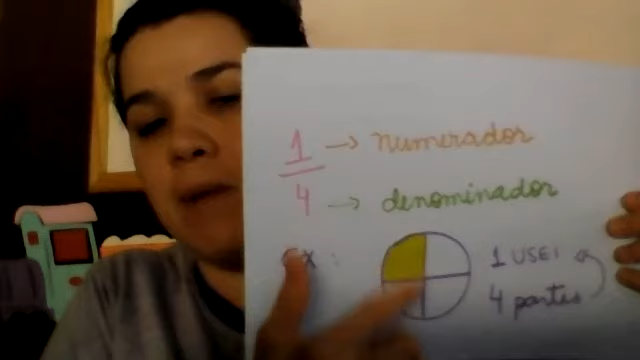 1 → numerador
4 → denominador
Ex:
1 USEI
4 partes